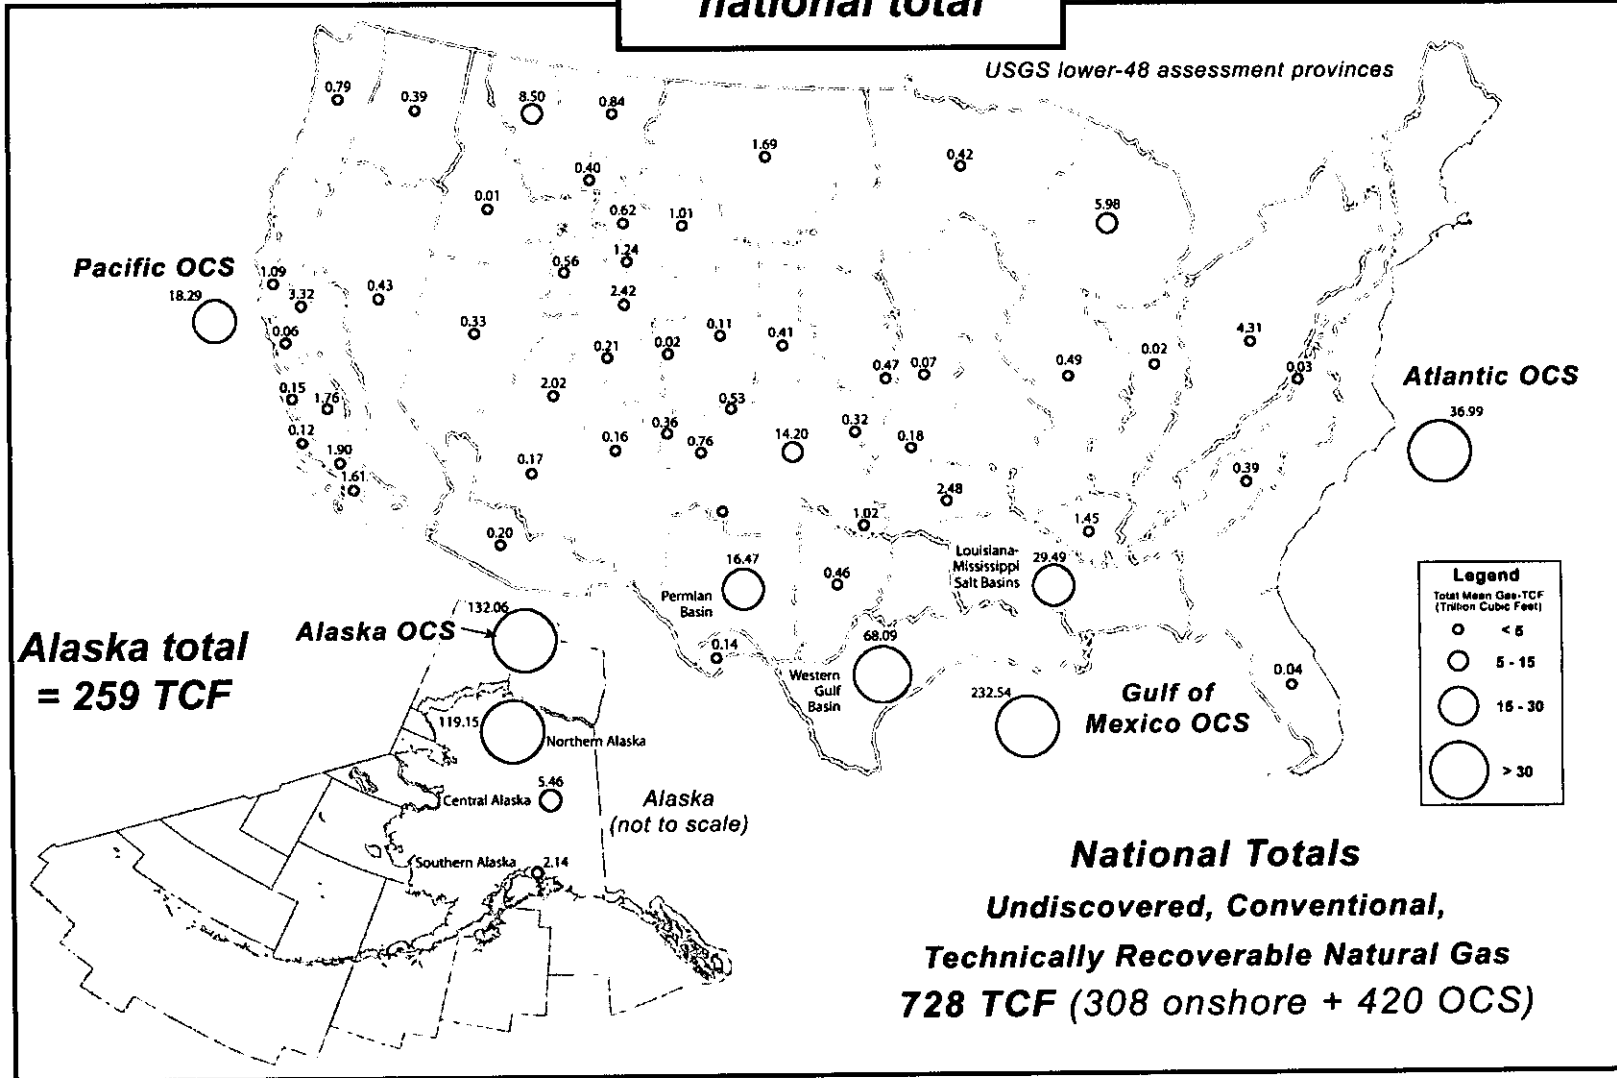 national total
USGS lower-48 assessment provinces
0.79
0.39
8.50
0.84
1.69
0.42
0.40
0.01
0.62
1.01
5.98
1.24
0.56
Pacific OCS
18.29
1.09
3.32
0.43
2.42
0.06
0.33
0.21
0.02
0.11
0.41
0.47
0.07
0.49
0.02
4.31
0.03
Atlantic OCS
36.99
0.15
1.76
2.02
0.53
0.12
0.36
0.16
0.76
14.20
0.32
0.18
1.90
1.61
0.17
2.48
0.39
0.20
1.02
1.45
16.47
Permian
Basin
0.46
Louisiana-
Mississippi
Salt Basins
29.49
Legend
Total Mean Gas-TCF
(Trillion Cubic Feet)
< 5
5 - 15
15 - 30
> 30
132.06
Alaska OCS
Alaska total
= 259 TCF
0.14
68.09
Western
Gulf
Basin
232.54
Gulf of
Mexico OCS
0.04
119.15
Northern Alaska
5.46
Central Alaska
Alaska
(not to scale)
Southern Alaska
2.14
National Totals
Undiscovered, Conventional,
Technically Recoverable Natural Gas
728 TCF (308 onshore + 420 OCS)